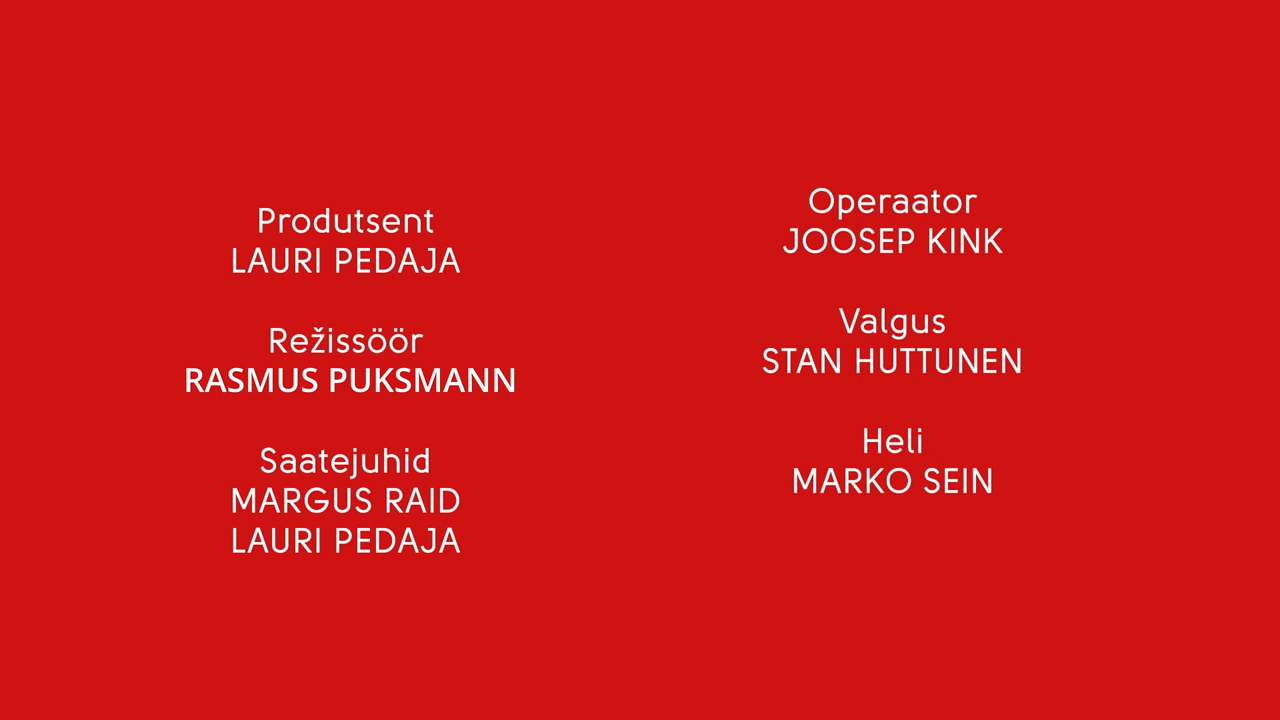 Produtsent
LAURI PEDAJA
Režissöör
RASMUS PUKSMANN
Saatejuhid
MARGUS RAID
LAURI PEDAJA
Operaator
JOOSEP KINK
Valgus
STAN HUTTUNEN
Heli
MARKO SEIN